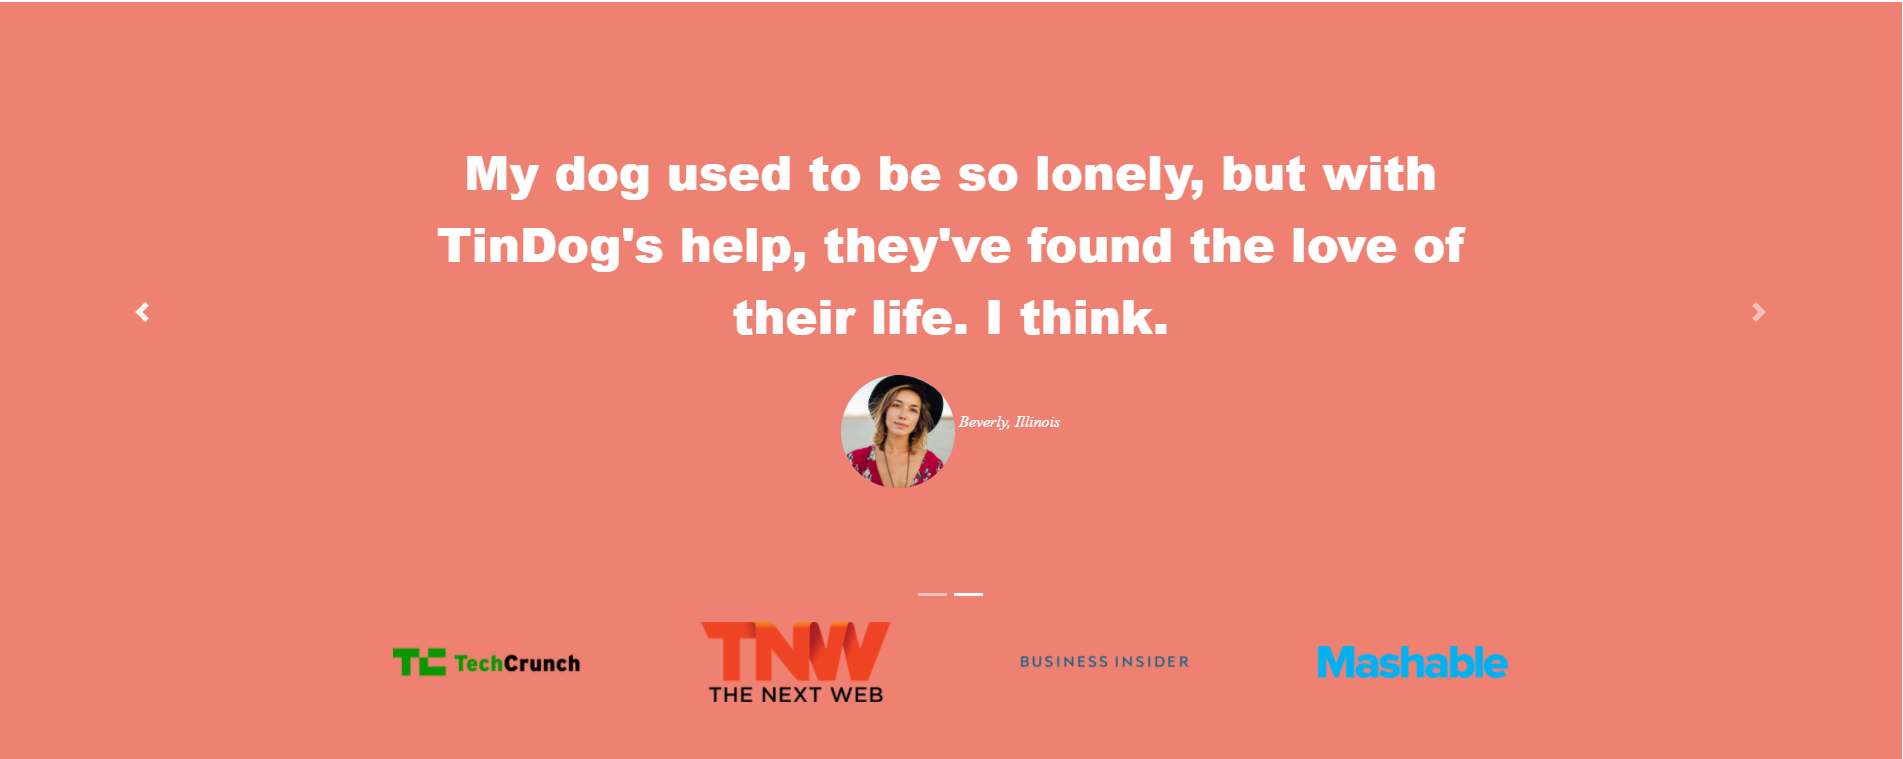 My dog used to be so lonely, but with
TinDog's help, they've found the love of
their life. I think.
Beverly, Illinois
TC TechCrunch
TNW
THE NEXT WEB
BUSINESS INSIDER
Mashable